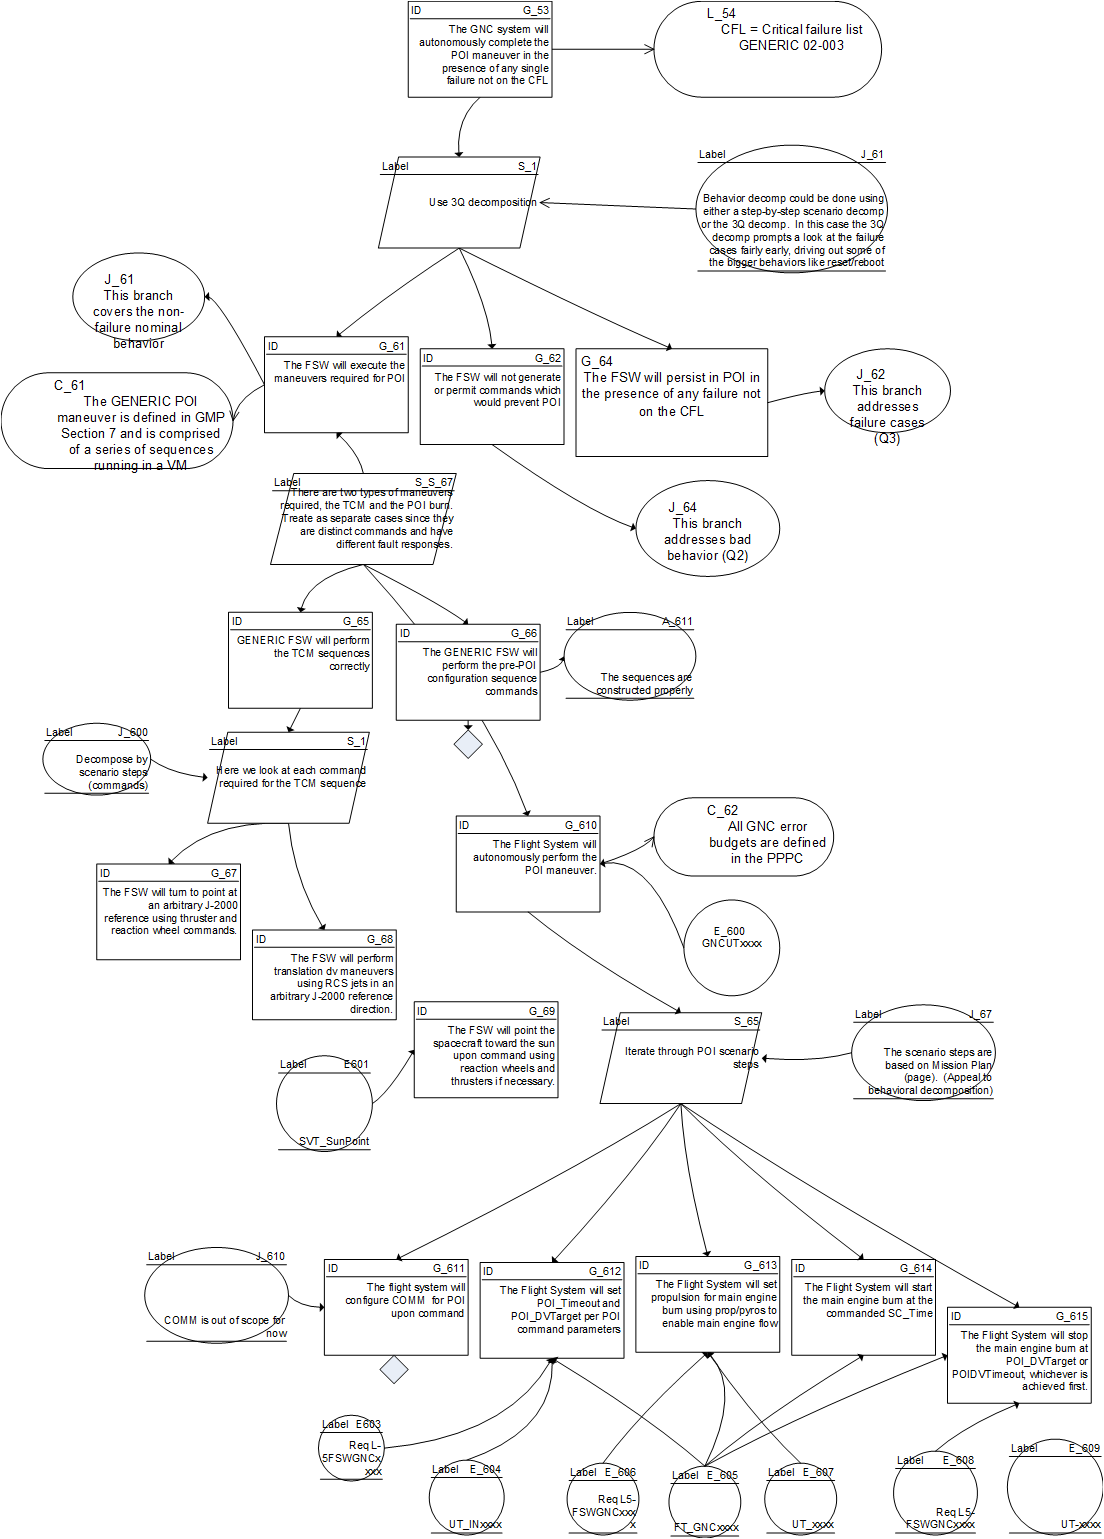 ID G_53
The GNC system will
autonomously complete the
POI maneuver in the
presence of any single
failure not on the CFL
L_54
CFL = Critical failure list
GENERIC 02-003
Label S_1
Use 3Q decomposition
Label J_61
Behavior decomp could be done using
either a step-by-step scenario decomp
or the 3Q decomp. In this case the 3Q
decomp prompts a look at the failure
cases fairly early, driving out some of
the bigger behaviors like reset/reboot
J_61
This branch
covers the non-
failure nominal
behavior
C_61
The GENERIC POI
maneuver is defined in GMP
Section 7 and is comprised
of a series of sequences
running in a VM
ID G_61
The FSW will execute the
maneuvers required for POI
ID G_62
The FSW will not generate
or permit commands which
would prevent POI
G_64
The FSW will persist in POI in
the presence of any failure not
on the CFL
J_62
This branch
addresses
failure cases
(Q3)
Label S_S_67
There are two types of maneuvers
required, the TCM and the POI burn.
Treate as separate cases since they
are distinct commands and have
different fault responses.
J_64
This branch
addresses bad
behavior (Q2)
ID G_65
GENERIC FSW will perform
the TCM sequences
correctly
ID G_66
The GENERIC FSW will
perform the pre-POI
configuration sequence
commands
Label A_611
The sequences are
constructed properly
Label J_600
Decompose by
scenario steps
(commands)
Label S_1
Here we look at each command
required for the TCM sequence
ID G_610
The Flight System will
autonomously perform the
POI maneuver.
C_62
All GNC error
budgets are defined
in the PPPC
ID G_67
The FSW will turn to point at
an arbitrary J-2000
reference using thruster and
reaction wheel commands.
ID G_68
The FSW will perform
translation dv maneuvers
using RCS jets in an
arbitrary J-2000 reference
direction.
E_600
GNCUTxxxx
ID G_69
The FSW will point the
spacecraft toward the sun
upon command using
reaction wheels and
thrusters if necessary.
Label E601
SVT_SunPoint
Label S_65
Iterate through POI scenario
steps
Label J_67
The scenario steps are
based on Mission Plan
(page). (Appeal to
behavioral decomposition)
Label J_610
COMM is out of scope for
now
ID G_611
The flight system will
configure COMM for POI
upon command
ID G_612
The Flight System will set
POI_Timeout and
POI_DVTarget per POI
command parameters
ID G_613
The Flight System will set
propulsion for main engine
burn using prop/pyros to
enable main engine flow
ID G_614
The Flight System will start
the main engine burn at the
commanded SC_Time
ID G_615
The Flight System will stop
the main engine burn at
POI_DVTarget or
POIDVTimeout, whichever is
achieved first.
Label E603
Req L-
5FSWGNCx
xxx
Label E_604
UT_INxxxx
Label E_606
Req L5-
FSWGNCxxx
x
Label E_605
FT_GNCxxxx
Label E_607
UT_xxxx
Label E_608
Req L5-
FSWGNCxxxx
Label E_609
UT-xxxx